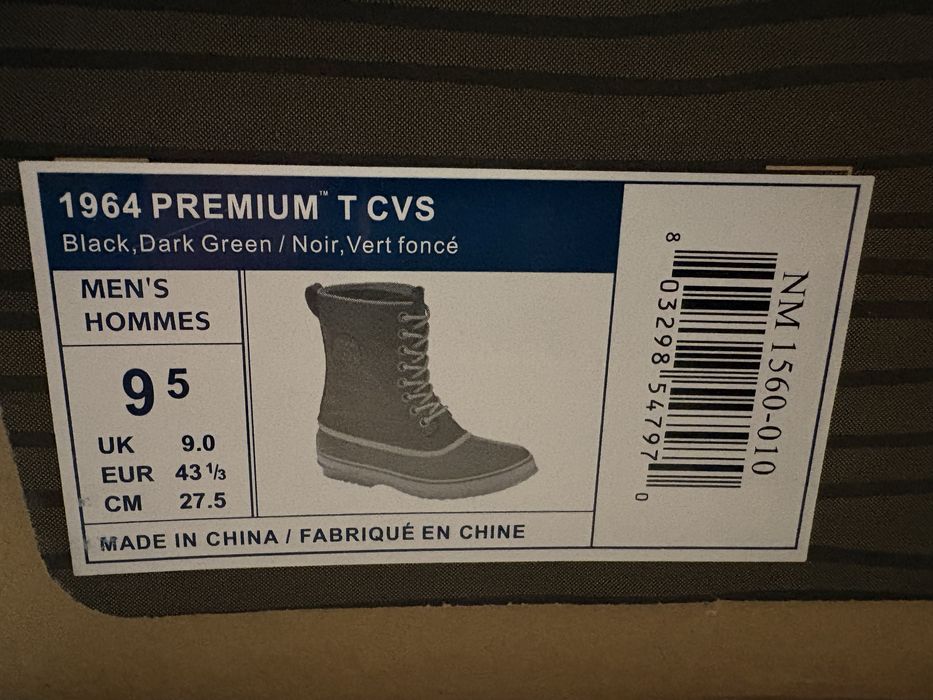 1964 PREMIUM™ T CVS
Black,Dark Green / Noir,Vert foncé
MEN'S
HOMMES
9 5
UK 9.0
EUR 43 1/3
CM 27.5
MADE IN CHINA / FABRIQUÉ EN CHINE
8 03298 54797 0
NM 1560-010